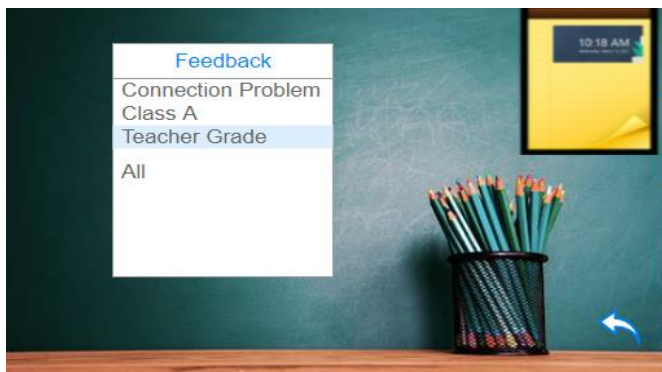 Feedback
Connection Problem
Class A
Teacher Grade
All
10:18 AM